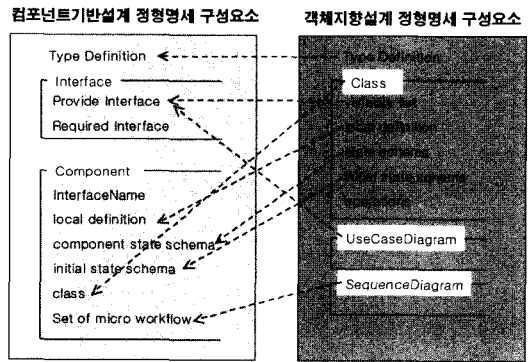 컴포넌트기반설계 정형명세 구성요소
객체지향설계 정형명세 구성요소
Type Definition
Interface
Provide Interface
Required Interface
Component
InterfaceName
local definition
component state schema
initial state schema
class
Set of micro workflow
Type Definition
Class
local definition
state schema
initial state schema
operations
UseCaseDiagram
SequenceDiagram